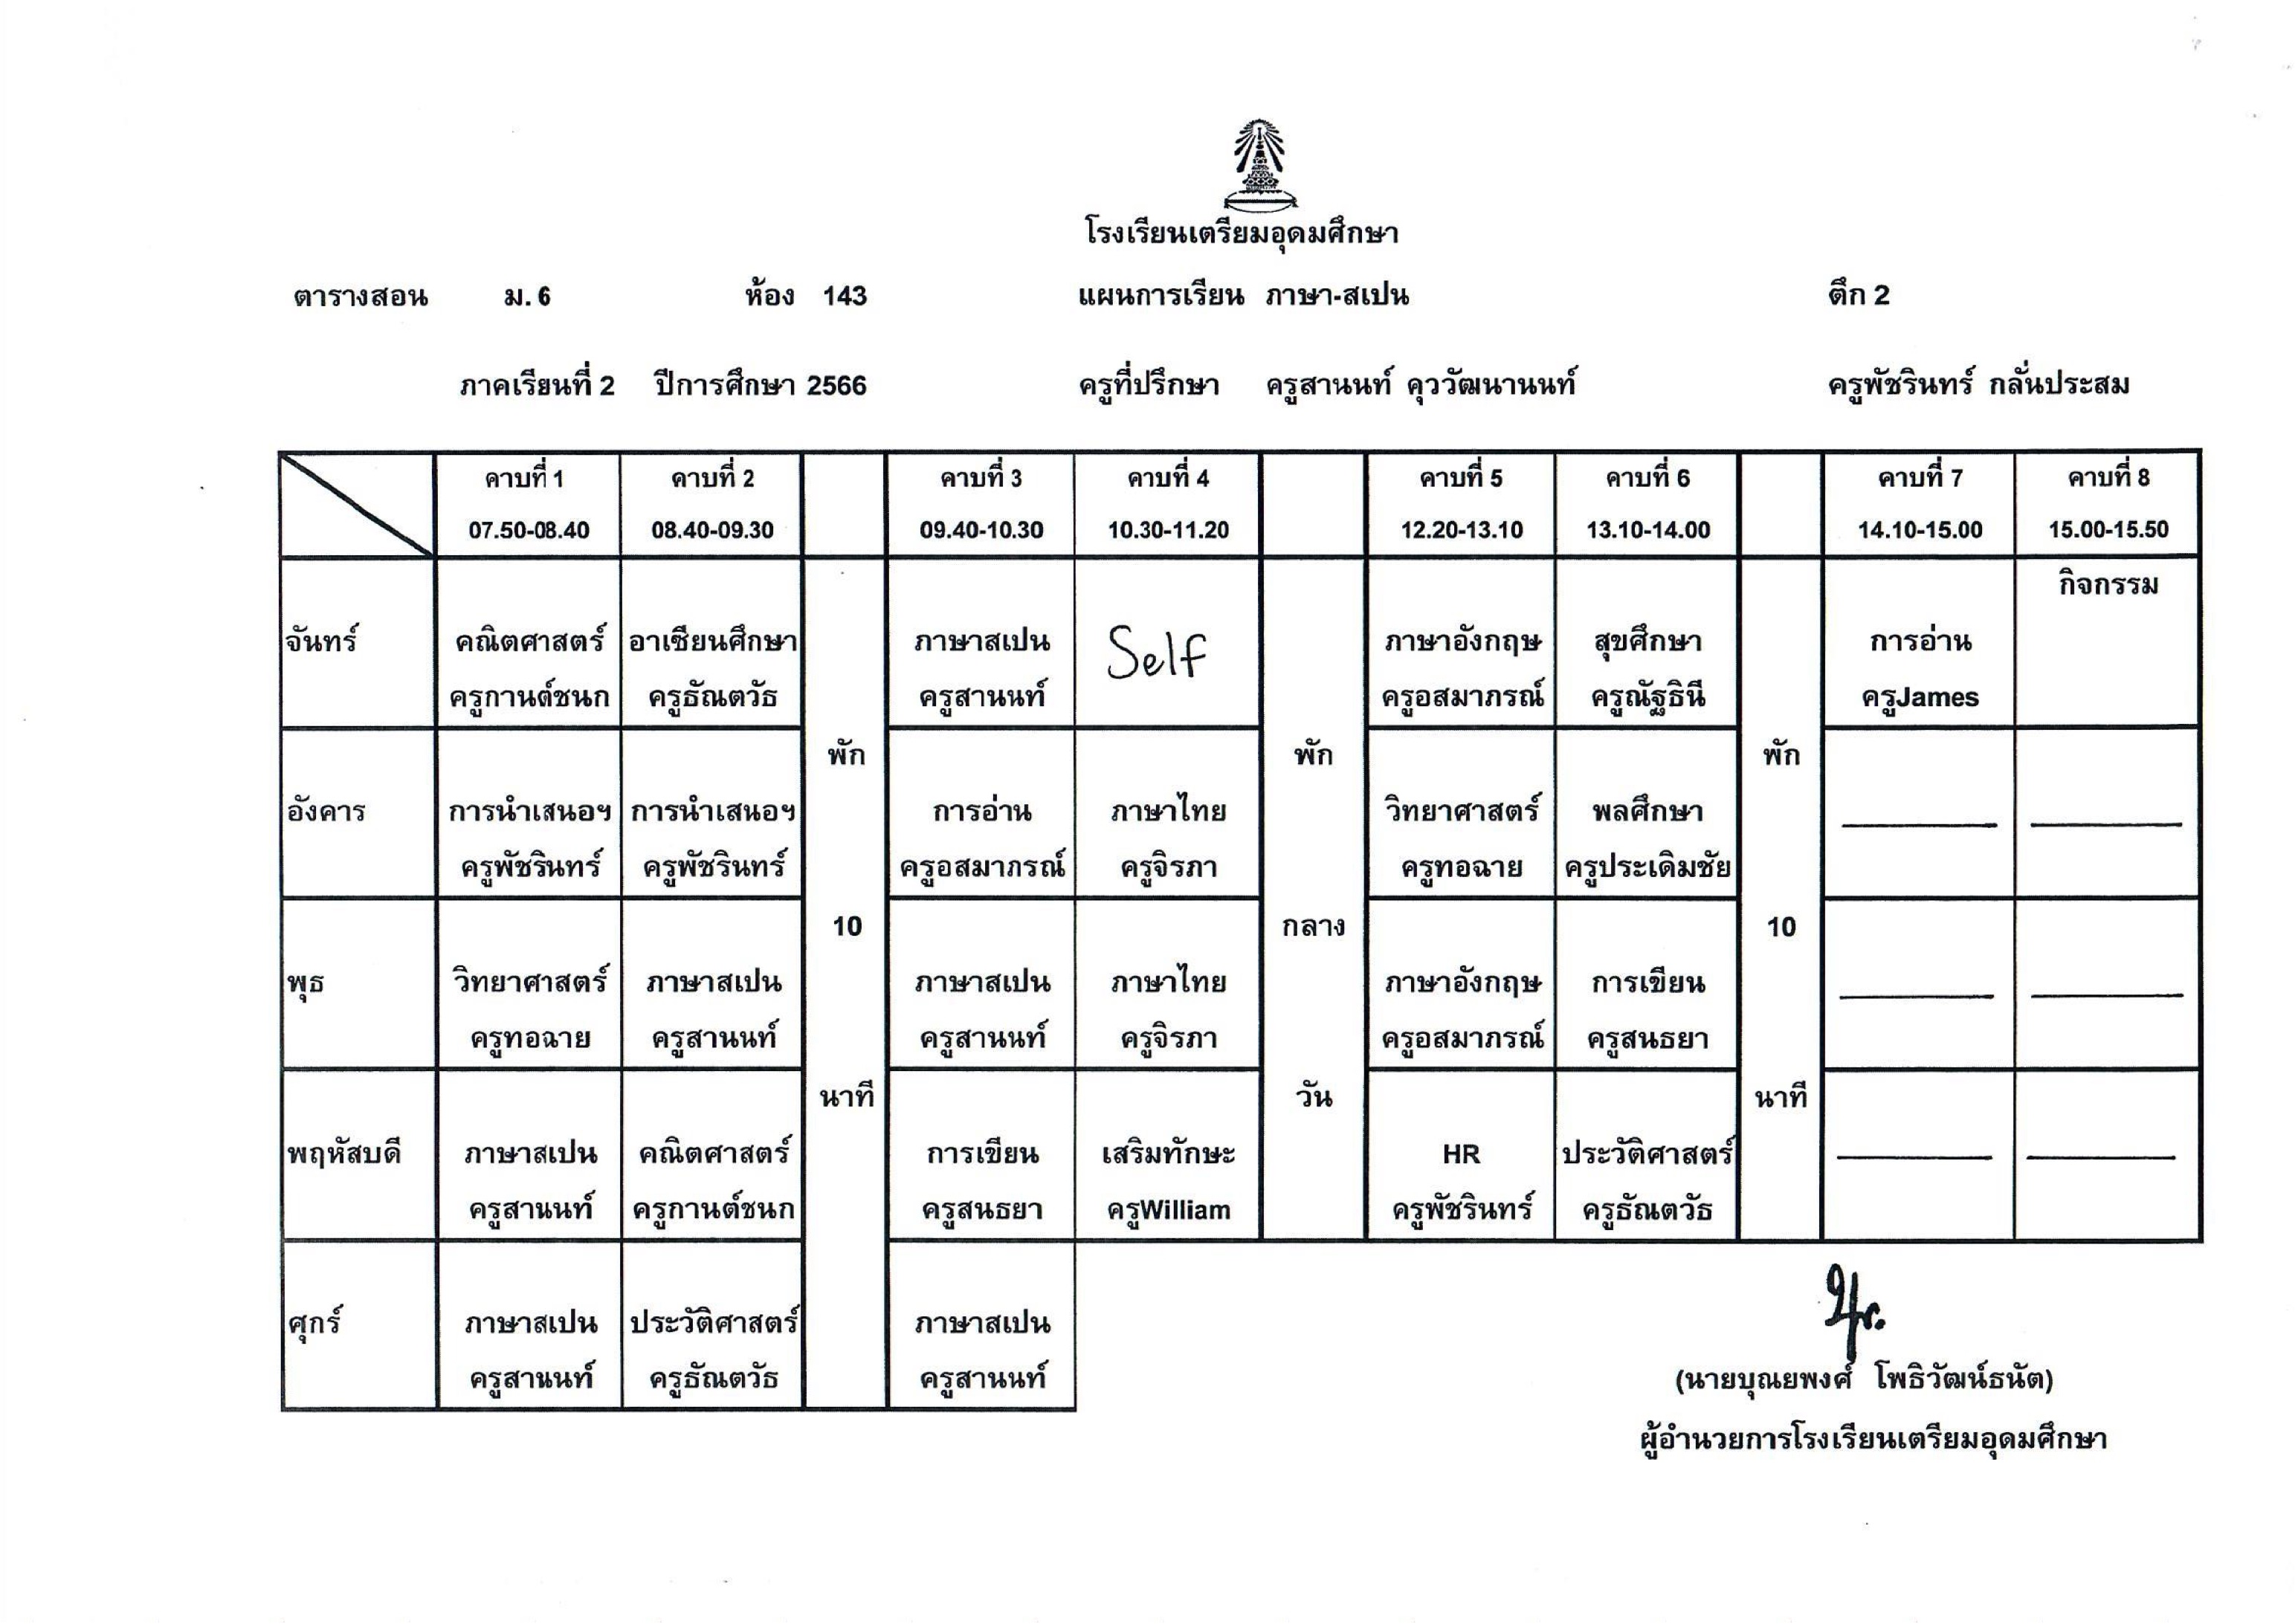 โรงเรียนเตรียมอุดมศึกษา
ตารางสอน ม. 6 ห้อง 143 แผนการเรียน ภาษา-สเปน ตึก 2
ภาคเรียนที่ 2 ปีการศึกษา 2566 ครูที่ปรึกษา ครูสานนท์ คุววัฒนานนท์ ครูพัชรินทร์ กลั่นประสม
คาบที่ 1 คาบที่ 2 คาบที่ 3 คาบที่ 4 คาบที่ 5 คาบที่ 6 คาบที่ 7 คาบที่ 8
07.50-08.40 08.40-09.30 09.40-10.30 10.30-11.20 12.20-13.10 13.10-14.00 14.10-15.00 15.00-15.50
กิจกรรม
จันทร์ คณิตศาสตร์ อาเซียนศึกษา ภาษาสเปน Self ภาษาอังกฤษ สุขศึกษา การอ่าน
ครูกานต์ชนก ครูธัณตวัธ ครูสานนท์ ครูอสมาภรณ์ ครูณัฐธินี ครูJames
พัก พัก พัก
อังคาร การนำเสนอฯ การนำเสนอฯ การอ่าน ภาษาไทย วิทยาศาสตร์ พลศึกษา
ครูพัชรินทร์ ครูพัชรินทร์ ครูอสมาภรณ์ ครูจิรภา ครูทอฉาย ครูประเดิมชัย
10 กลาง 10
พุธ วิทยาศาสตร์ ภาษาสเปน ภาษาสเปน ภาษาไทย ภาษาอังกฤษ การเขียน
ครูทอฉาย ครูสานนท์ ครูสานนท์ ครูจิรภา ครูอสมาภรณ์ ครูสนธยา
นาที วัน นาที
พฤหัสบดี ภาษาสเปน คณิตศาสตร์ การเขียน เสริมทักษะ HR ประวัติศาสตร์
ครูสานนท์ ครูกานต์ชนก ครูสนธยา ครูWilliam ครูพัชรินทร์ ครูธัณตวัธ
ศุกร์ ภาษาสเปน ประวัติศาสตร์ ภาษาสเปน
ครูสานนท์ ครูธัณตวัธ ครูสานนท์
(นายบุณยพงศ์ โพธิวัฒน์ธนัต)
ผู้อำนวยการโรงเรียนเตรียมอุดมศึกษา